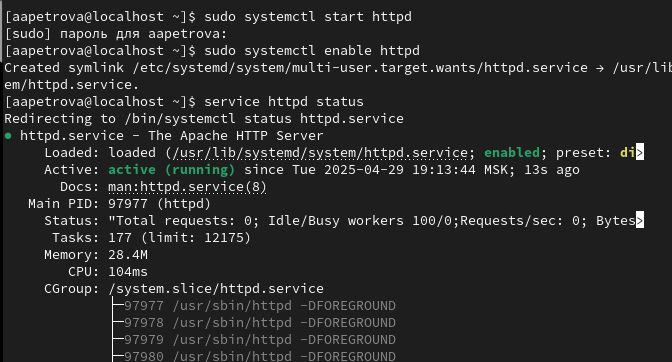 [aapetrova@localhost ~]$ sudo systemctl start httpd
[sudo] пароль для aapetrova:
[aapetrova@localhost ~]$ sudo systemctl enable httpd
Created symlink /etc/systemd/system/multi-user.target.wants/httpd.service → /usr/lib
em/httpd.service.
[aapetrova@localhost ~]$ service httpd status
Redirecting to /bin/systemctl status httpd.service
● httpd.service - The Apache HTTP Server
Loaded: loaded (/usr/lib/systemd/system/httpd.service; enabled; preset: di>
Active: active (running) since Tue 2025-04-29 19:13:44 MSK; 13s ago
Docs: man:httpd.service(8)
Main PID: 97977 (httpd)
Status: "Total requests: 0; Idle/Busy workers 100/0;Requests/sec: 0; Bytes>
Tasks: 177 (limit: 12175)
Memory: 28.4M
CPU: 104ms
CGroup: /system.slice/httpd.service
├─97977 /usr/sbin/httpd -DFOREGROUND
├─97978 /usr/sbin/httpd -DFOREGROUND
├─97979 /usr/sbin/httpd -DFOREGROUND
├─97980 /usr/sbin/httpd -DFOREGROUND